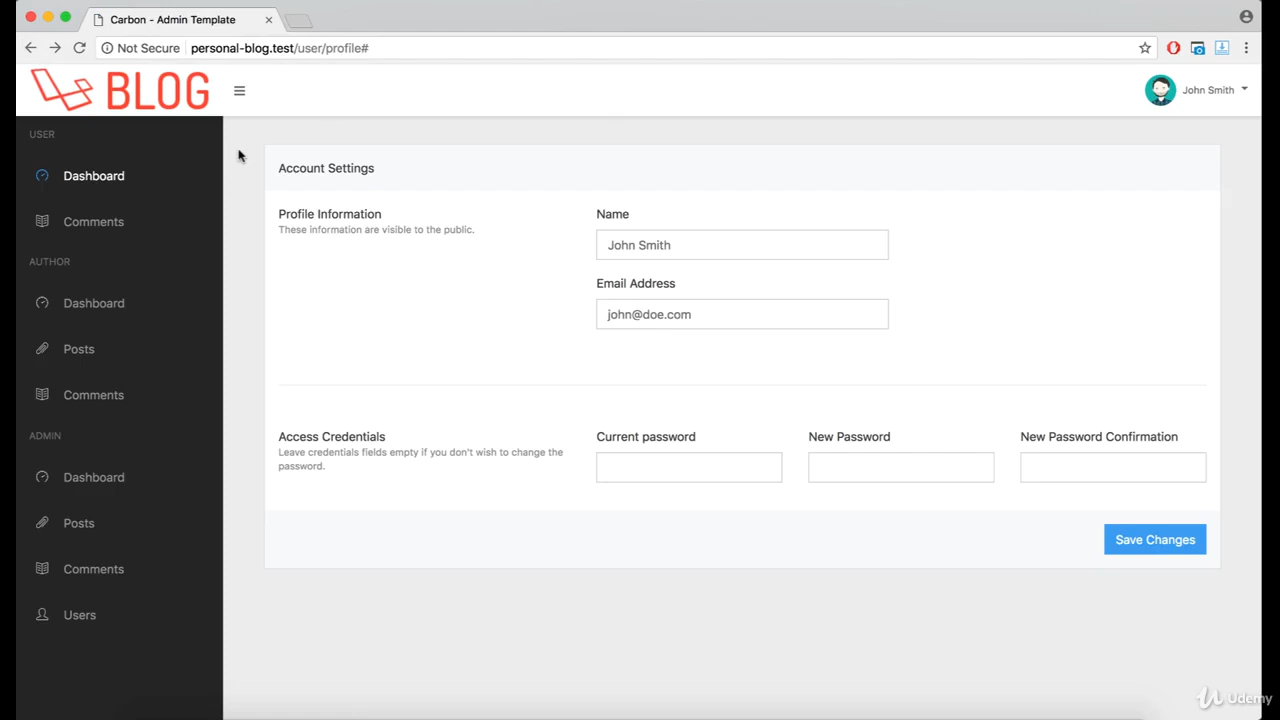 Carbon - Admin Template
Not Secure
personal-blog.test/user/profile#
BLOG
John Smith
USER
Dashboard
Comments
AUTHOR
Dashboard
Posts
Comments
ADMIN
Dashboard
Posts
Comments
Users
Account Settings
Profile Information
These information are visible to the public.
Name
John Smith
Email Address
john@doe.com
Access Credentials
Leave credentials fields empty if you don't wish to change the
password.
Current password
New Password
New Password Confirmation
Save Changes
Udemy